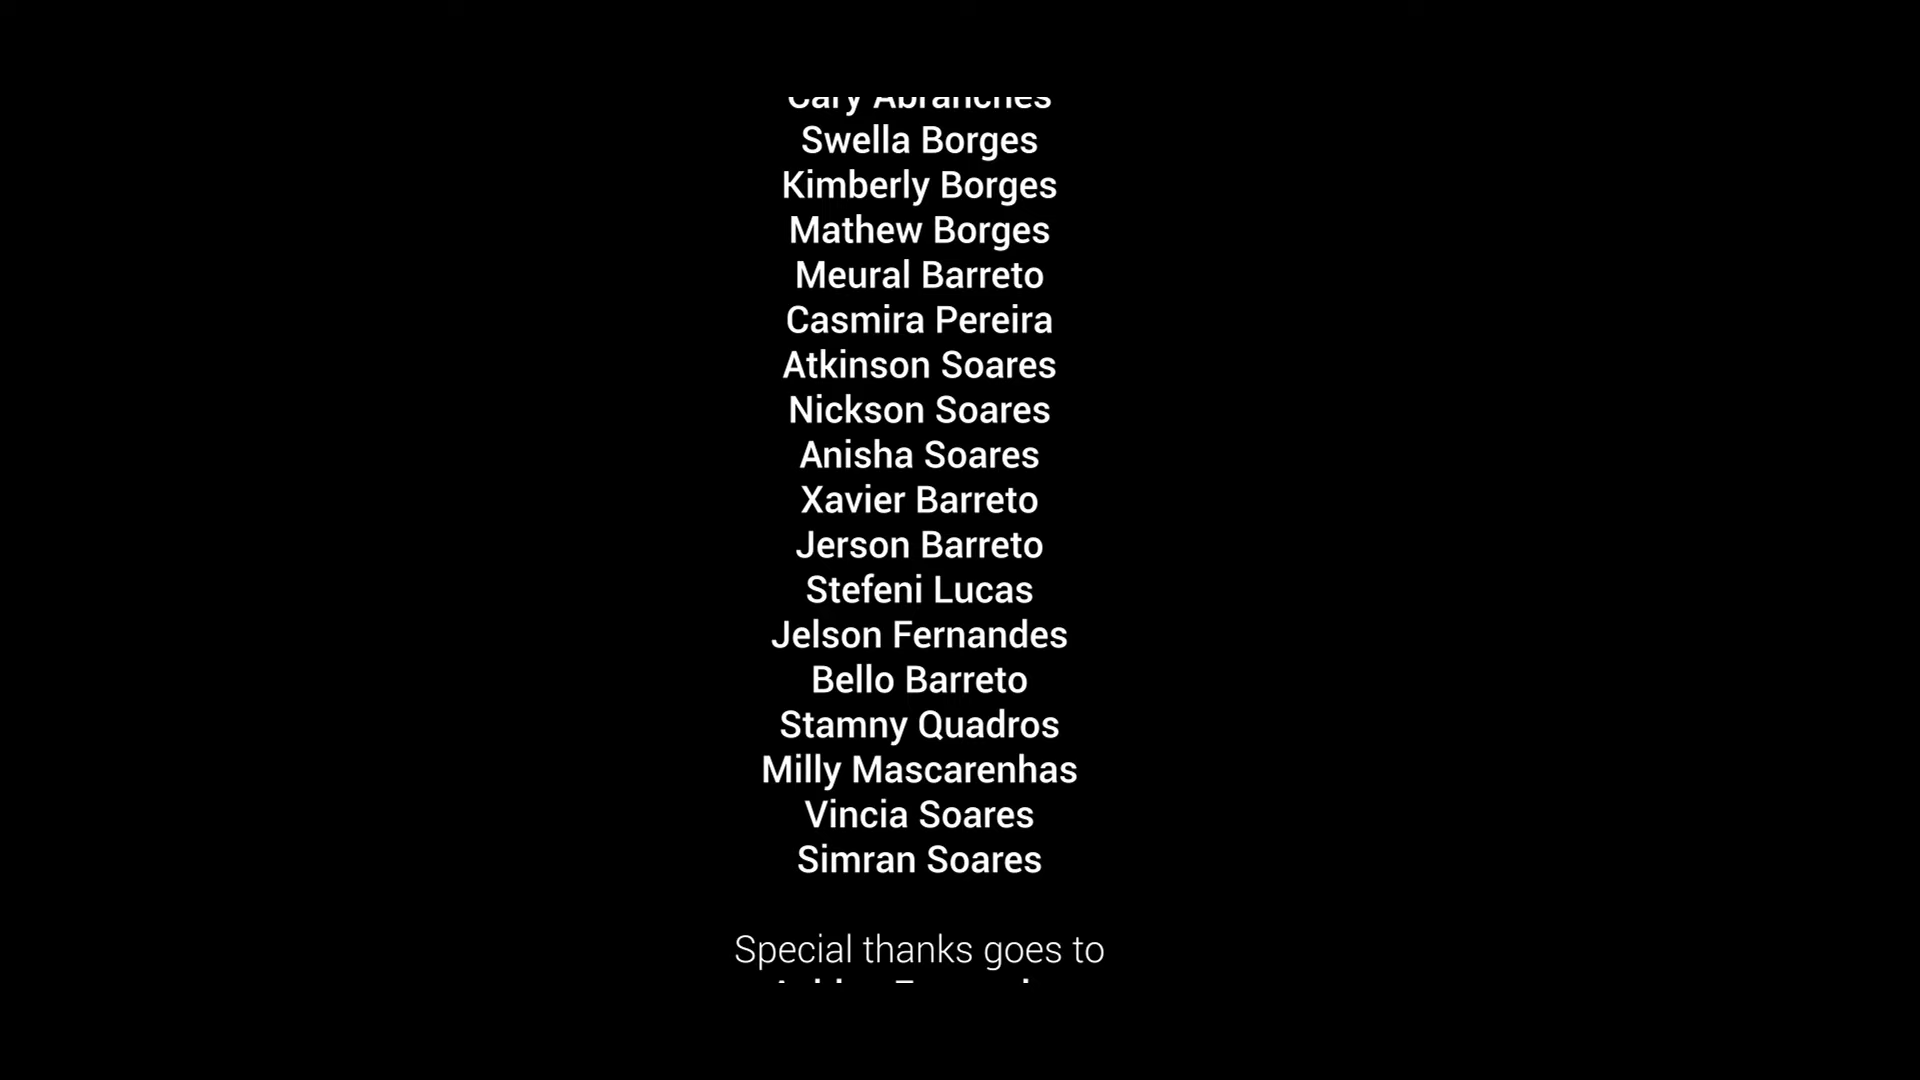 Cary Abranches
Swella Borges
Kimberly Borges
Mathew Borges
Meural Barreto
Casmira Pereira
Atkinson Soares
Nickson Soares
Anisha Soares
Xavier Barreto
Jerson Barreto
Stefeni Lucas
Jelson Fernandes
Bello Barreto
Stamny Quadros
Milly Mascarenhas
Vincia Soares
Simran Soares
Special thanks goes to